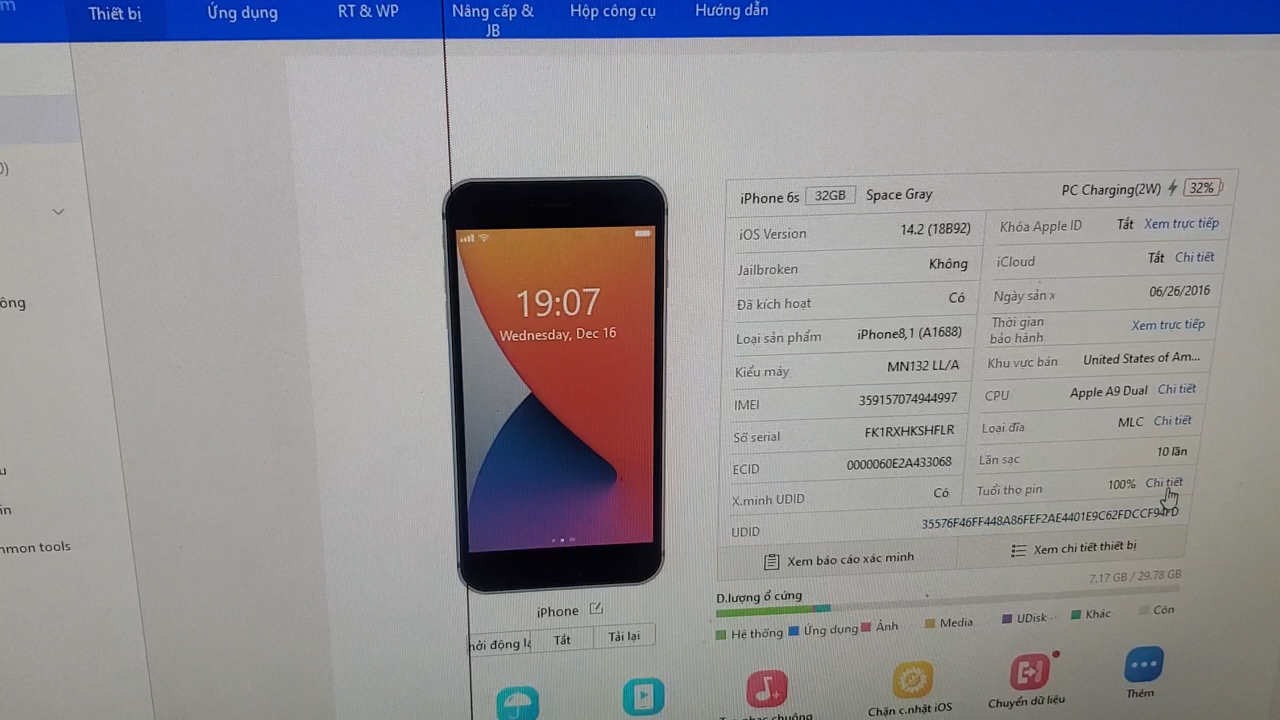 Thiết bị
Ứng dụng
RT & WP
Nâng cấp &
JB
Hộp công cụ
Hướng dẫn
19:07
Wednesday, Dec 16
iPhone
Tắt
Tải lại
iPhone 6s 32GB Space Gray
PC Charging(2W) 32%
iOS Version 14.2 (18B92)
Khóa Apple ID Tắt Xem trực tiếp
Jailbroken Không
iCloud Tắt Chi tiết
Đã kích hoạt Có
Ngày sản x 06/26/2016
Loại sản phẩm iPhone8,1 (A1688)
Thời gian
bảo hành
Xem trực tiếp
Kiểu máy MN132 LL/A
Khu vực bán United States of Am...
IMEI 359157074944997
CPU Apple A9 Dual Chi tiết
Số serial FK1RXHKSHFLR
Loại đĩa MLC Chi tiết
ECID 0000060E2A433068
Lần sạc 10 lần
X.minh UDID Có
Tuổi thọ pin 100% Chi tiết
UDID 35576F46FF448A86FEF2AE4401E9C62FDCCF94FD
Xem báo cáo xác minh
Xem chi tiết thiết bị
D.lượng ổ cứng 7.17 GB / 29.78 GB
Hệ thống Ứng dụng Ảnh Media UDisk Khác Còn
Chặn c.nhật iOS
Chuyển dữ liệu
Thêm
ông
mmon tools